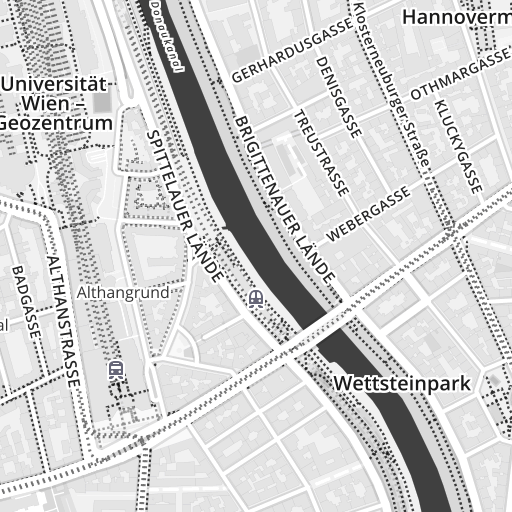 Donaukanal
Hannoverm
GERHARDUSGASSE
Klosterneuburger Straße
DENISGASSE
OTHMARGASSE
Universität
Wien –
Geozentrum
KLUCKYGASSE
TREUSTRASSE
BRIGITTENAUER LÄNDE
SPITTELAUER LÄNDE
WEBERGASSE
ALTHANSTRASSE
BADGASSE
Althangrund
al
Wettsteinpark